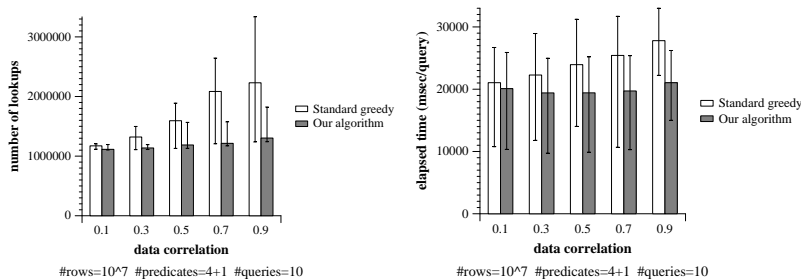 number of lookups
3000000
2000000
1000000
0
0.1 0.3 0.5 0.7 0.9
data correlation
#rows=10^7 #predicates=4+1 #queries=10
Standard greedy
Our algorithm
elapsed time (msec/query)
30000
20000
10000
0
0.1 0.3 0.5 0.7 0.9
data correlation
#rows=10^7 #predicates=4+1 #queries=10
Standard greedy
Our algorithm